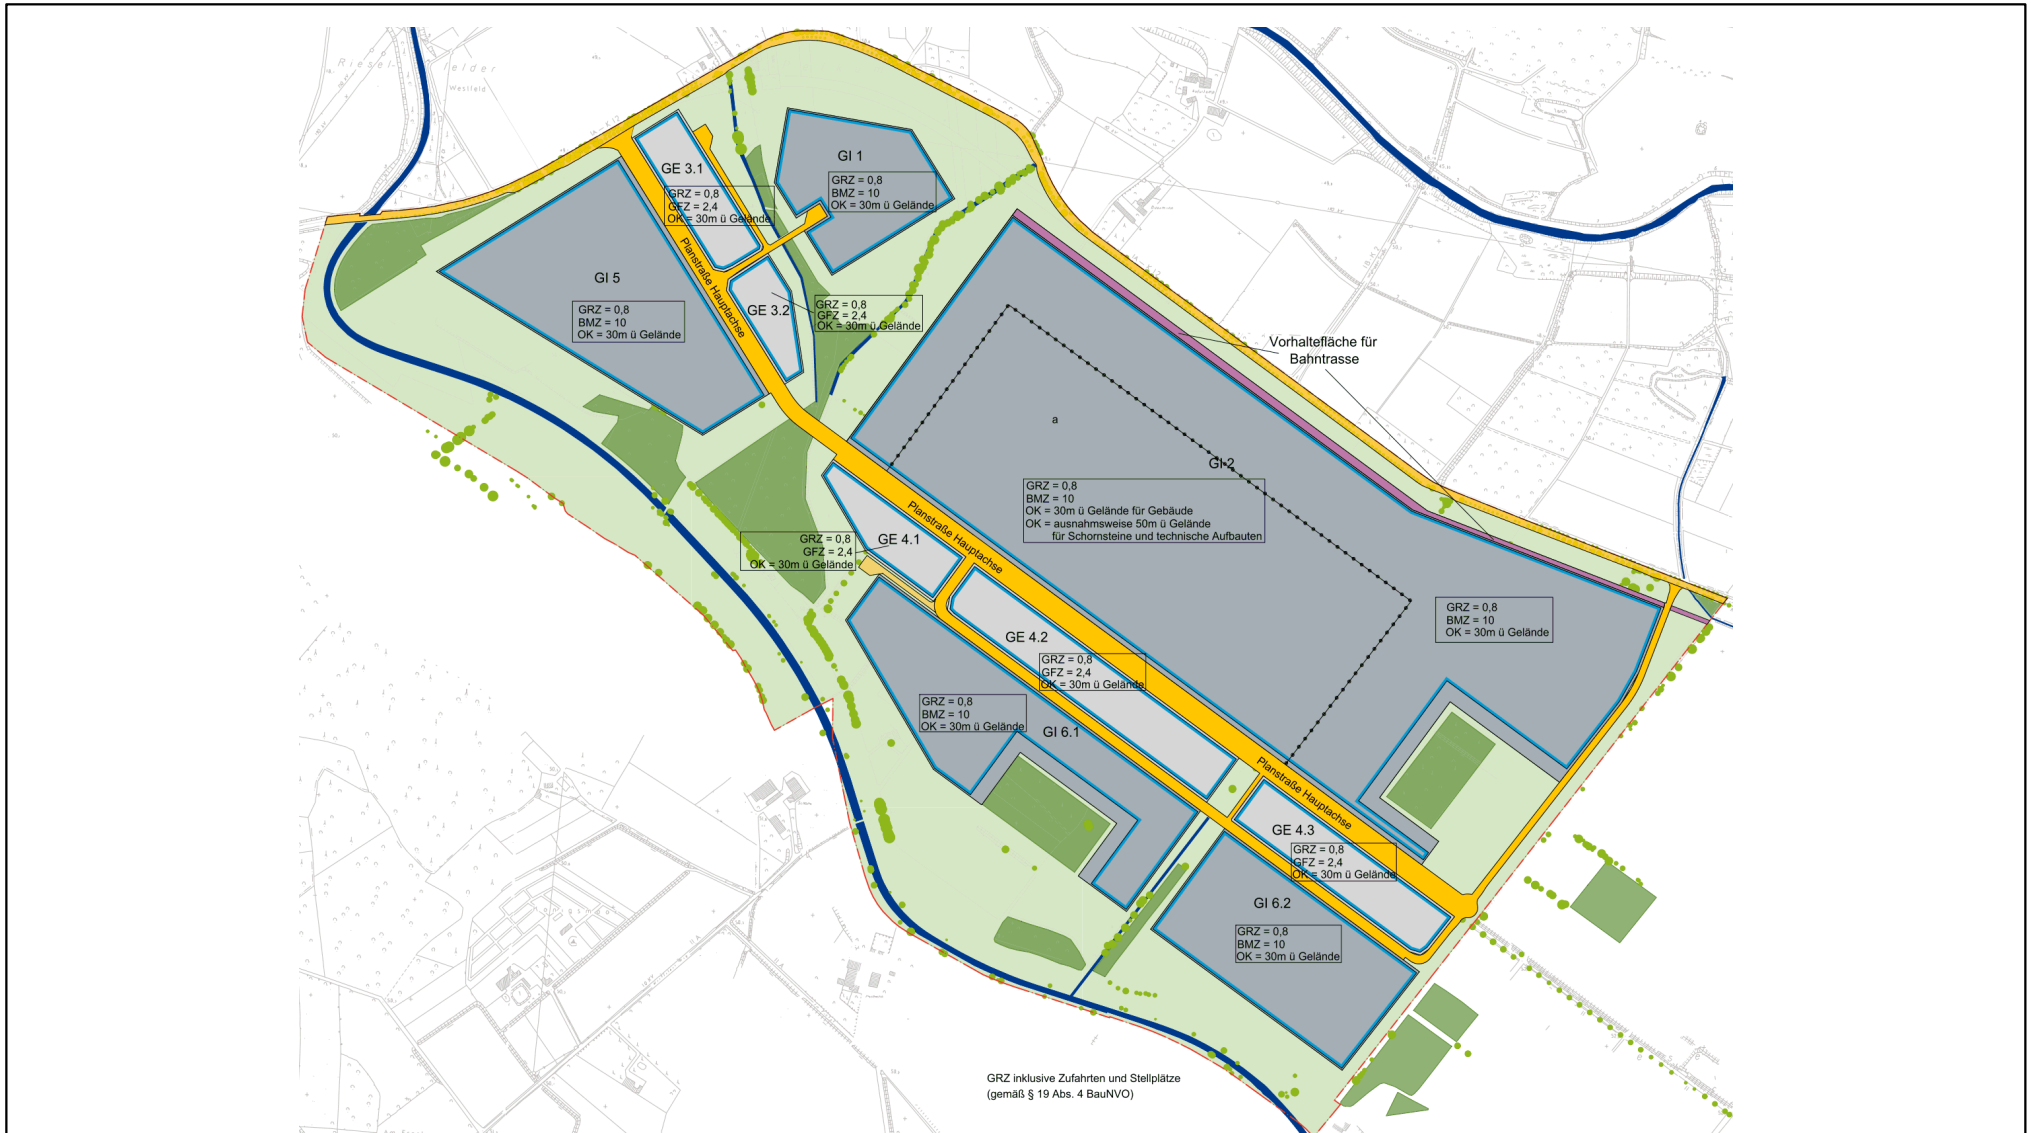 Riesel-
felder
Westfeld
GE 3.1
GRZ = 0,8
GFZ = 2,4
OK = 30m ü Gelände
GI 1
GRZ = 0,8
BMZ = 10
OK = 30m ü Gelände
Planstraße Hauptachse
GI 5
GRZ = 0,8
BMZ = 10
OK = 30m ü Gelände
GE 3.2
GRZ = 0,8
GFZ = 2,4
OK = 30m ü Gelände
Vorhaltefläche für
Bahntrasse
a
GI 2
GRZ = 0,8
BMZ = 10
OK = 30m ü Gelände für Gebäude
OK = ausnahmsweise 50m ü Gelände
für Schornsteine und technische Aufbauten
Planstraße Hauptachse
GE 4.1
GRZ = 0,8
GFZ = 2,4
OK = 30m ü Gelände
GRZ = 0,8
BMZ = 10
OK = 30m ü Gelände
GE 4.2
GRZ = 0,8
GFZ = 2,4
OK = 30m ü Gelände
GRZ = 0,8
BMZ = 10
OK = 30m ü Gelände
GI 6.1
Planstraße Hauptachse
GE 4.3
GRZ = 0,8
GFZ = 2,4
OK = 30m ü Gelände
GI 6.2
GRZ = 0,8
BMZ = 10
OK = 30m ü Gelände
GRZ inklusive Zufahrten und Stellplätze
(gemäß § 19 Abs. 4 BauNVO)